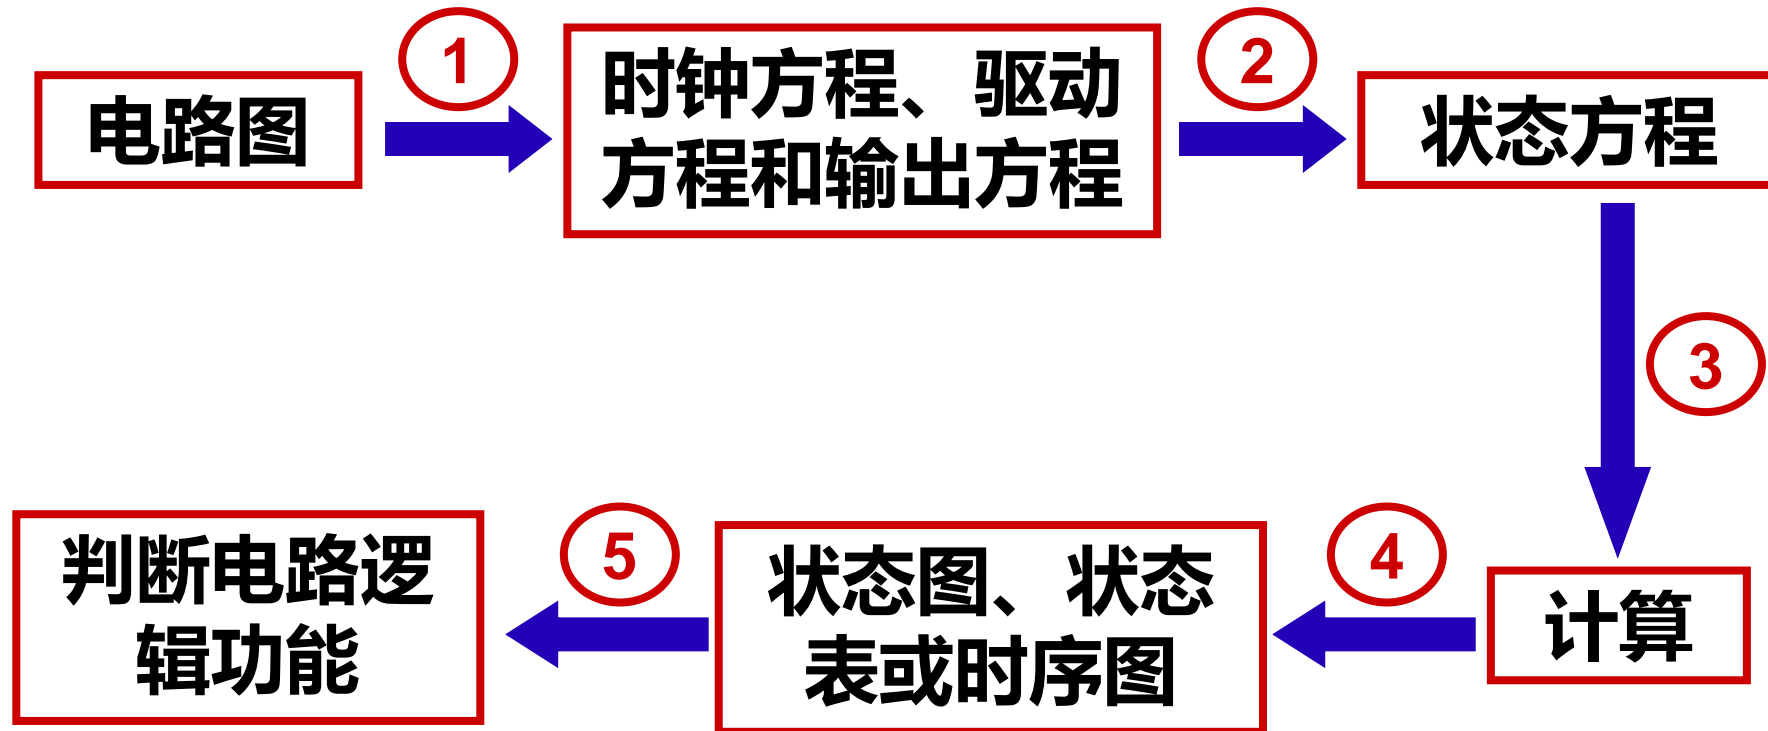 电路图
1
时钟方程、驱动
方程和输出方程
2
状态方程
3
计算
4
状态图、状态
表或时序图
5
判断电路逻
辑功能